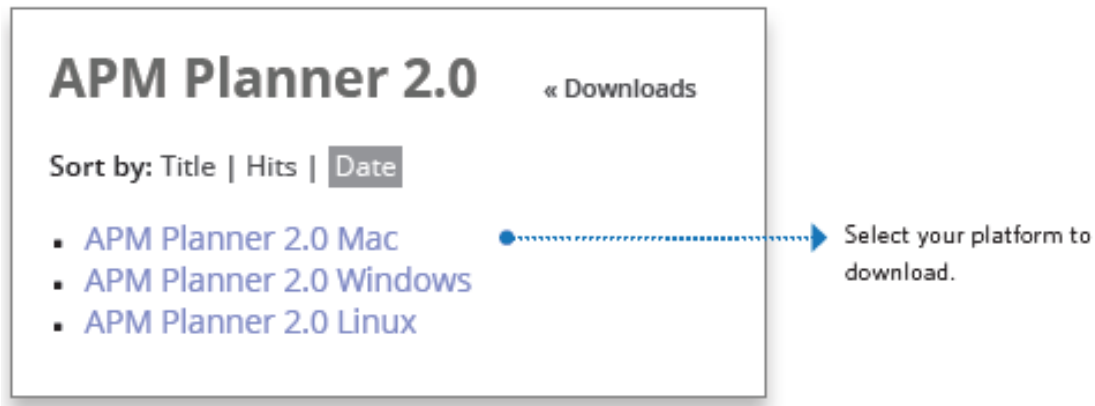 APM Planner 2.0 « Downloads
Sort by: Title | Hits | Date
▪ APM Planner 2.0 Mac
▪ APM Planner 2.0 Windows
▪ APM Planner 2.0 Linux
Select your platform to
download.